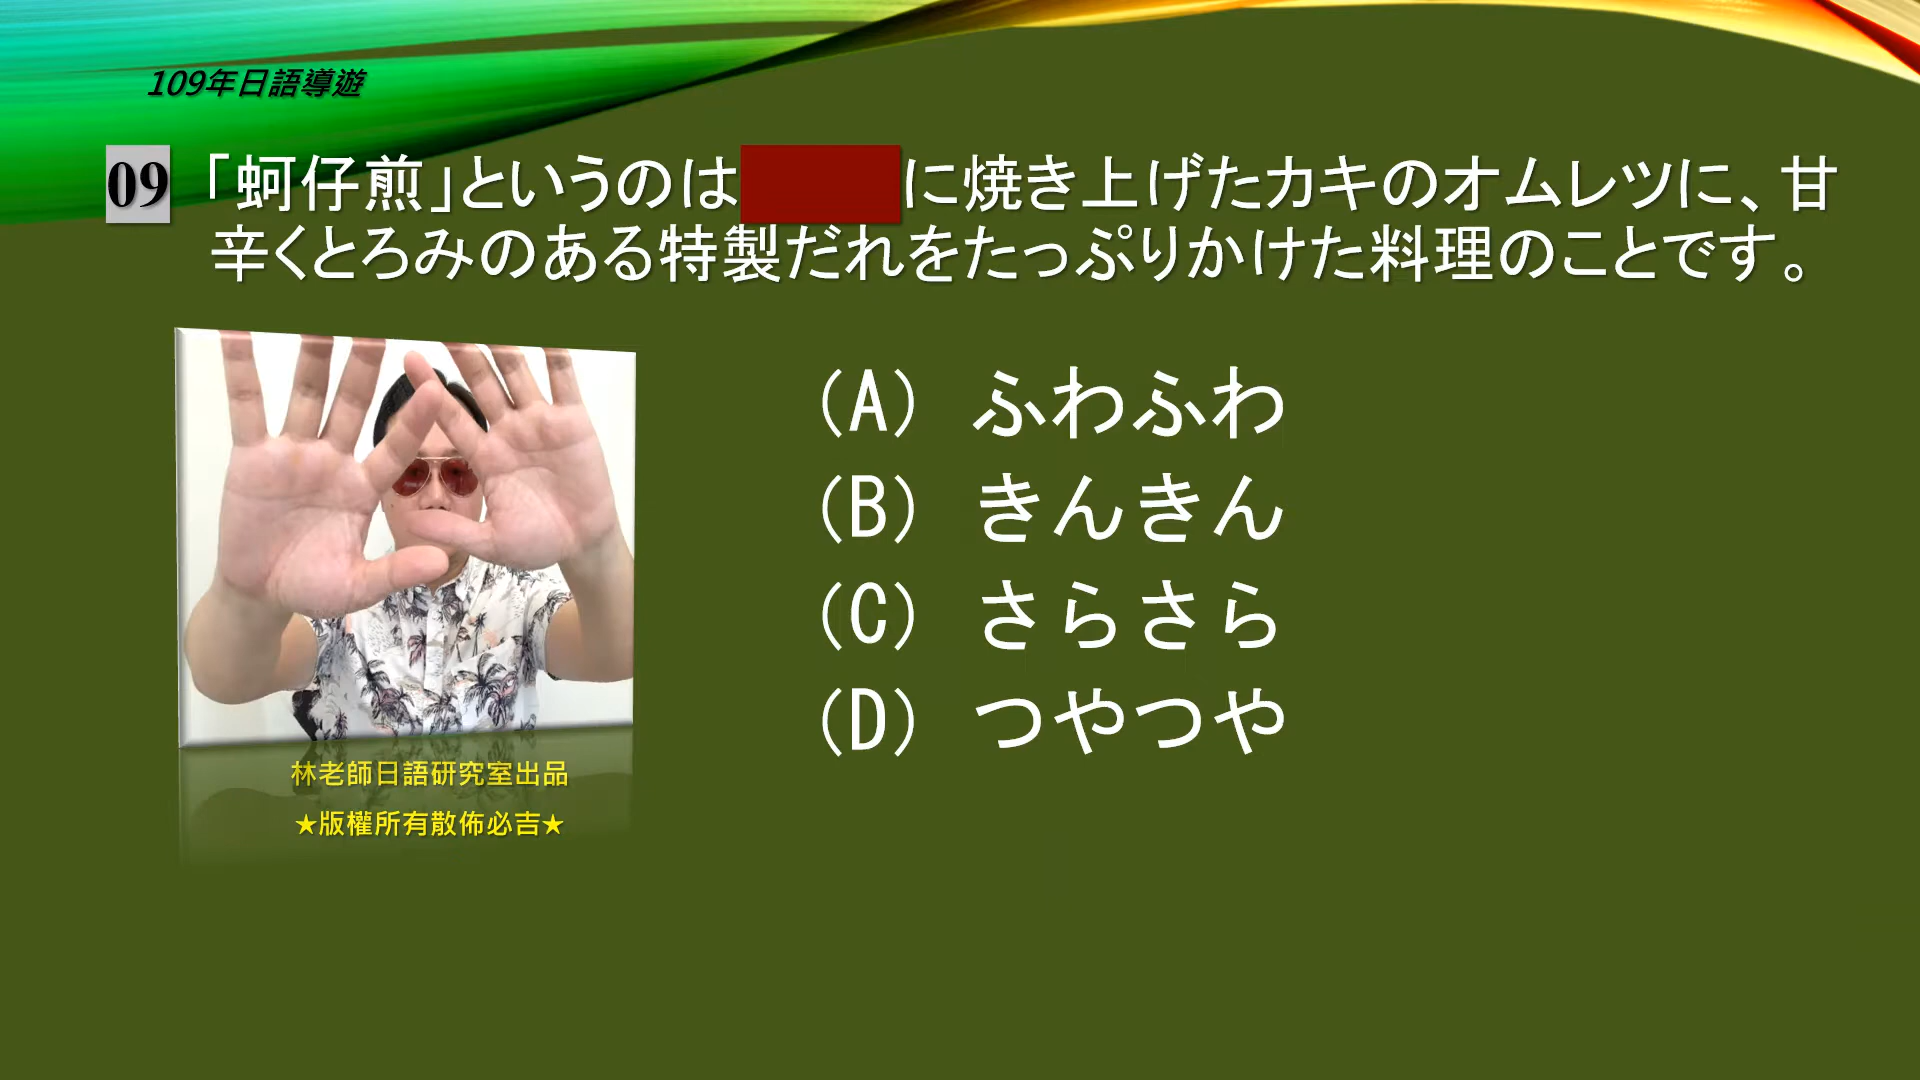 109年日語導遊
09 「蚵仔煎」というのは に焼き上げたカキのオムレツに、甘
辛くとろみのある特製だれをたっぷりかけた料理のことです。
(A) ふわふわ
(B) きんきん
(C) さらさら
(D) つやつや
林老師日語研究室出品
★版權所有散佈必吉★